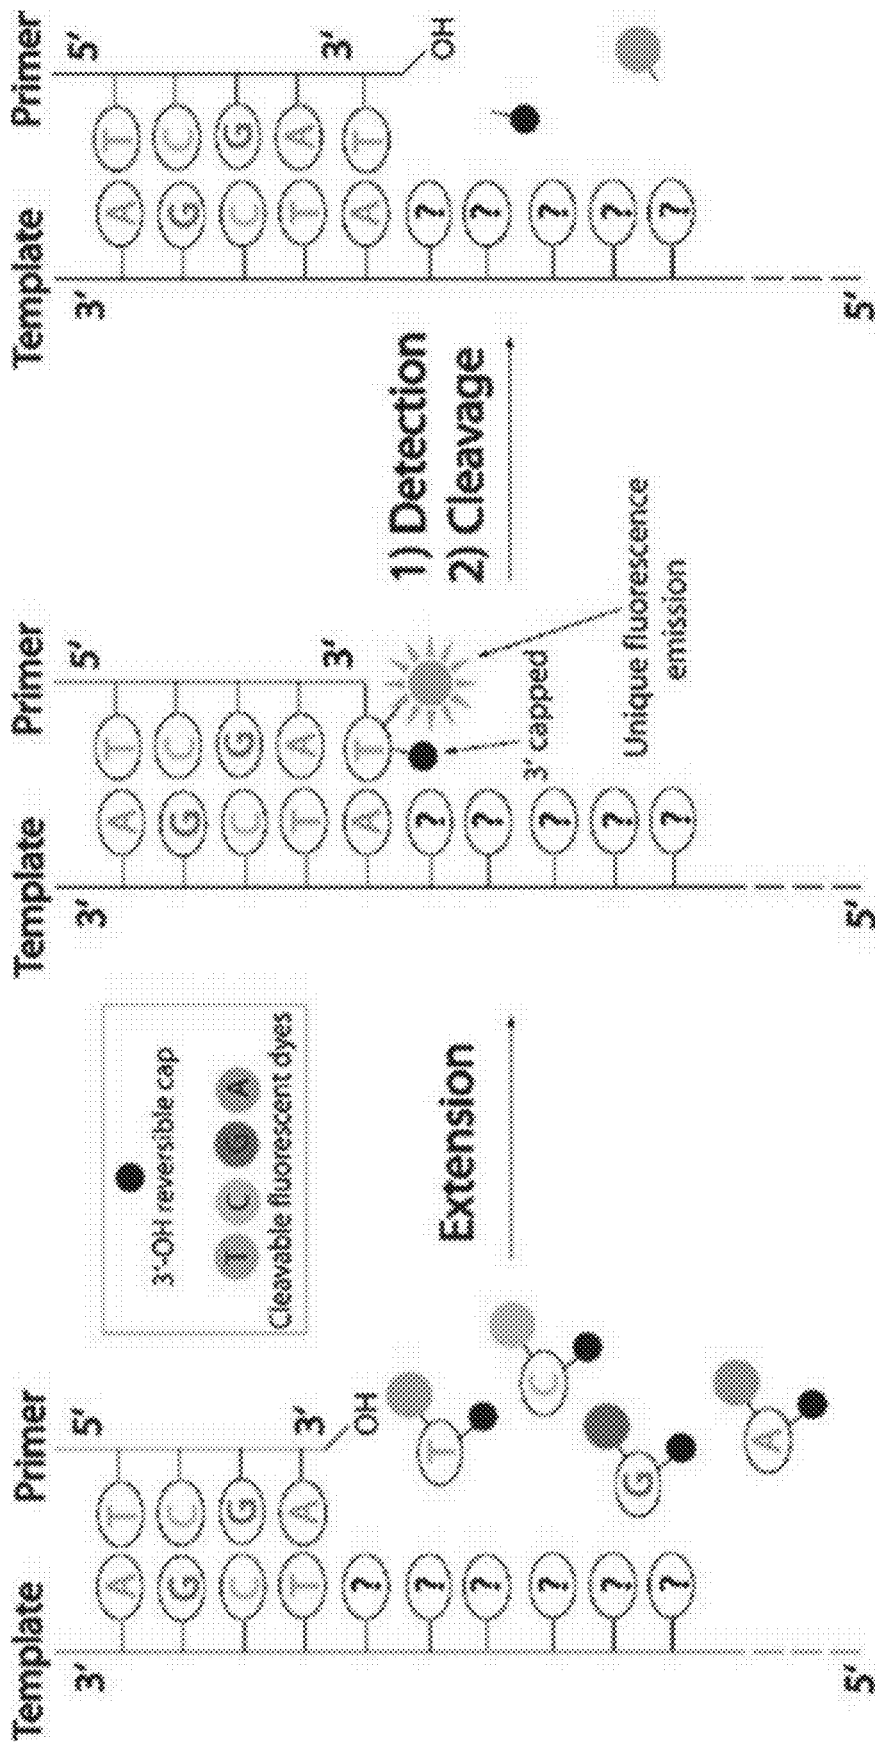 Template
Primer
3'
5'
A T
G C
C G
T A
3'
OH
?
?
?
?
?
?
5'
T
C
G
A
3'-OH reversible cap
T C A
Cleavable fluorescent dyes
Extension
Template
Primer
3'
5'
A T
G C
C G
T A
3'
A T
?
?
?
?
?
5'
3' capped
Unique fluorescence
emission
1) Detection
2) Cleavage
Template
Primer
3'
5'
A T
G C
C G
T A
3'
A T
OH
?
?
?
?
?
5'